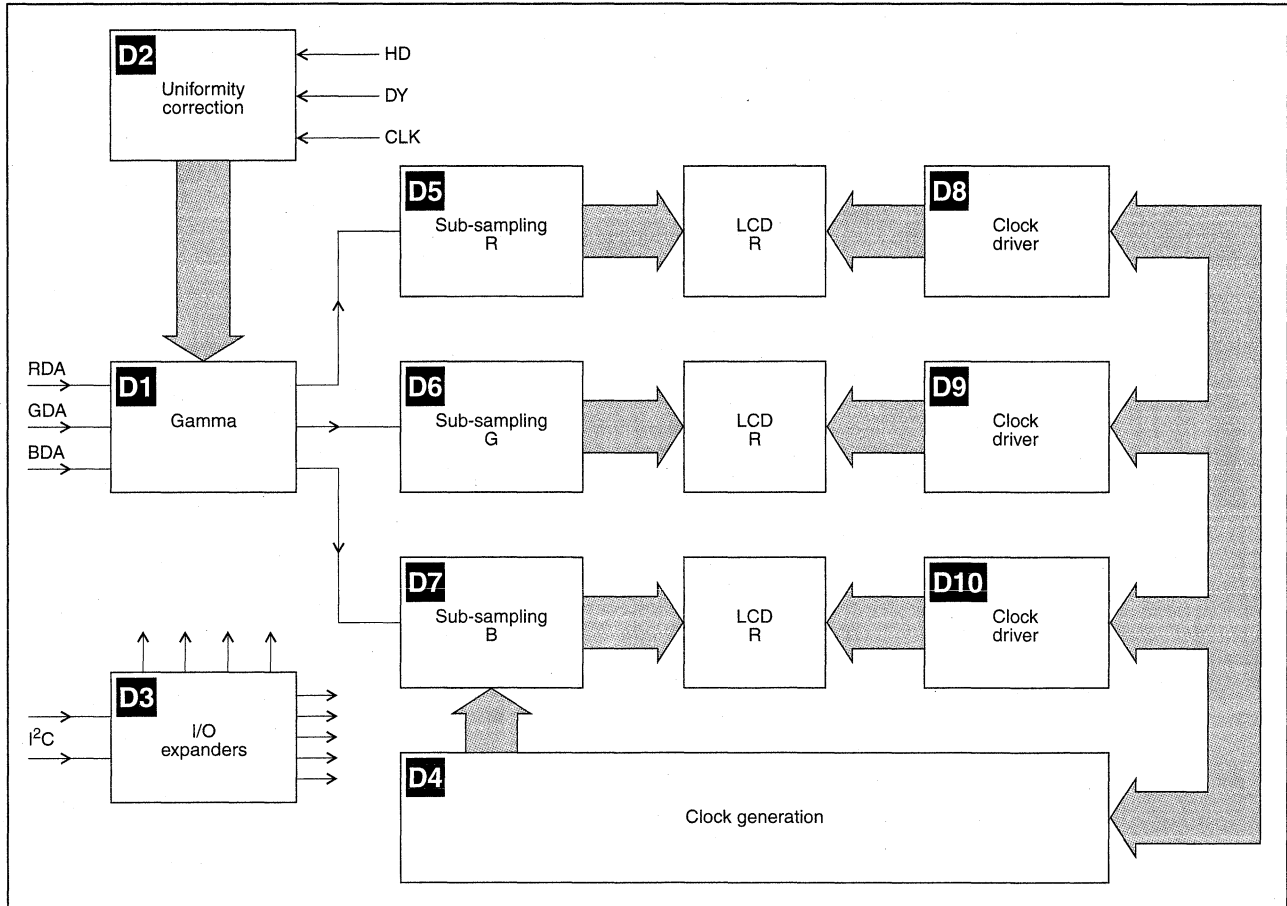 D2
Uniformity
correction
HD
DY
CLK
D5
Sub-sampling
R
LCD
R
D8
Clock
driver
RDA
GDA
BDA
D1
Gamma
D6
Sub-sampling
G
LCD
R
D9
Clock
driver
D7
Sub-sampling
B
LCD
R
D10
Clock
driver
D3
I/O
expanders
I²C
D4
Clock generation